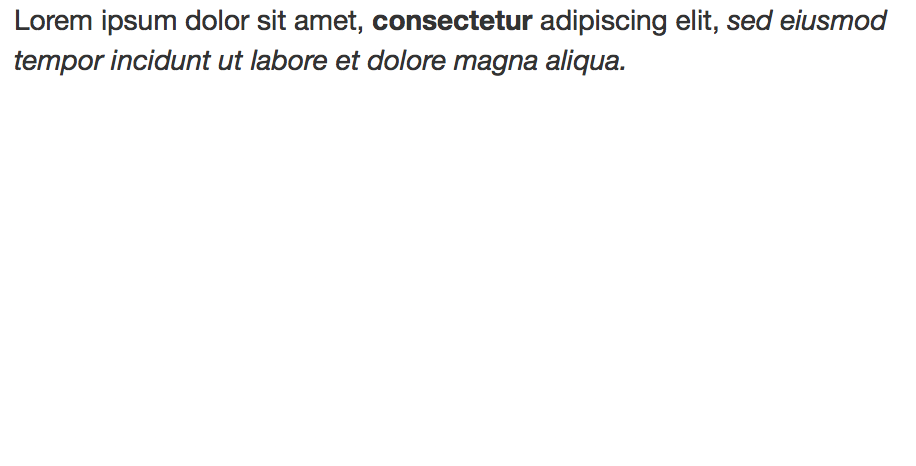 Lorem ipsum dolor sit amet, consectetur adipiscing elit, sed eiusmod
tempor incidunt ut labore et dolore magna aliqua.